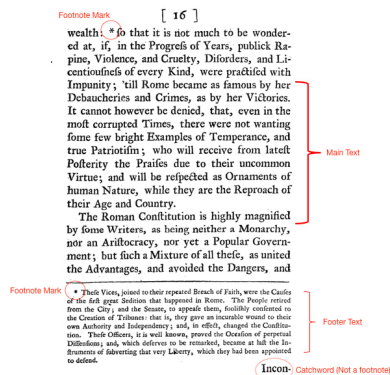 Footnote Mark
[ 16 ]
wealth: * ſo that it is not much to be wonder-
ed at, if, in the Progreſs of Years, publick Ra-
pine, Violence, and Cruelty, Diſorders, and Li-
centiouſneſs of every Kind, were practiſed with
Impunity; 'till Rome became as famous by her
Debaucheries and Crimes, as by her Victories.
It cannot however be denied, that, even in the
moſt corrupted Times, there were not wanting
ſome few bright Examples of Temperance, and
true Patriotiſm; who will receive from lateſt
Poſterity the Praiſes due to their uncommon
Virtue; and will be reſpected as Ornaments of
human Nature, while they are the Reproach of
their Age and Country.
Main Text
The Roman Conſtitution is highly magnified
by ſome Writers, as being neither a Monarchy,
nor an Ariſtocracy, nor yet a Popular Govern-
ment; but ſuch a Mixture of all theſe, as united
the Advantages, and avoided the Dangers, and
Footnote Mark
* Theſe Vices, joined to their repeated Breach of Faith, were the Cauſes
of the firſt great Sedition that happened in Rome. The People retired
from the City; and the Senate, to appeaſe them, fooliſhly conſented to
the Creation of Tribunes: that is, they gave an incurable wound to their
own Authority and Independency; and, in effect, changed the Conſtitu-
tion. Theſe Officers, it is well known, proved the Occaſion of perpetual
Diſſenſions; and, which deſerves to be remarked, became at laſt the In-
ſtruments of ſubverting that very Liberty, which they had been appointed
to defend.
Footer Text
Incon-
Catchword (Not a footnote)